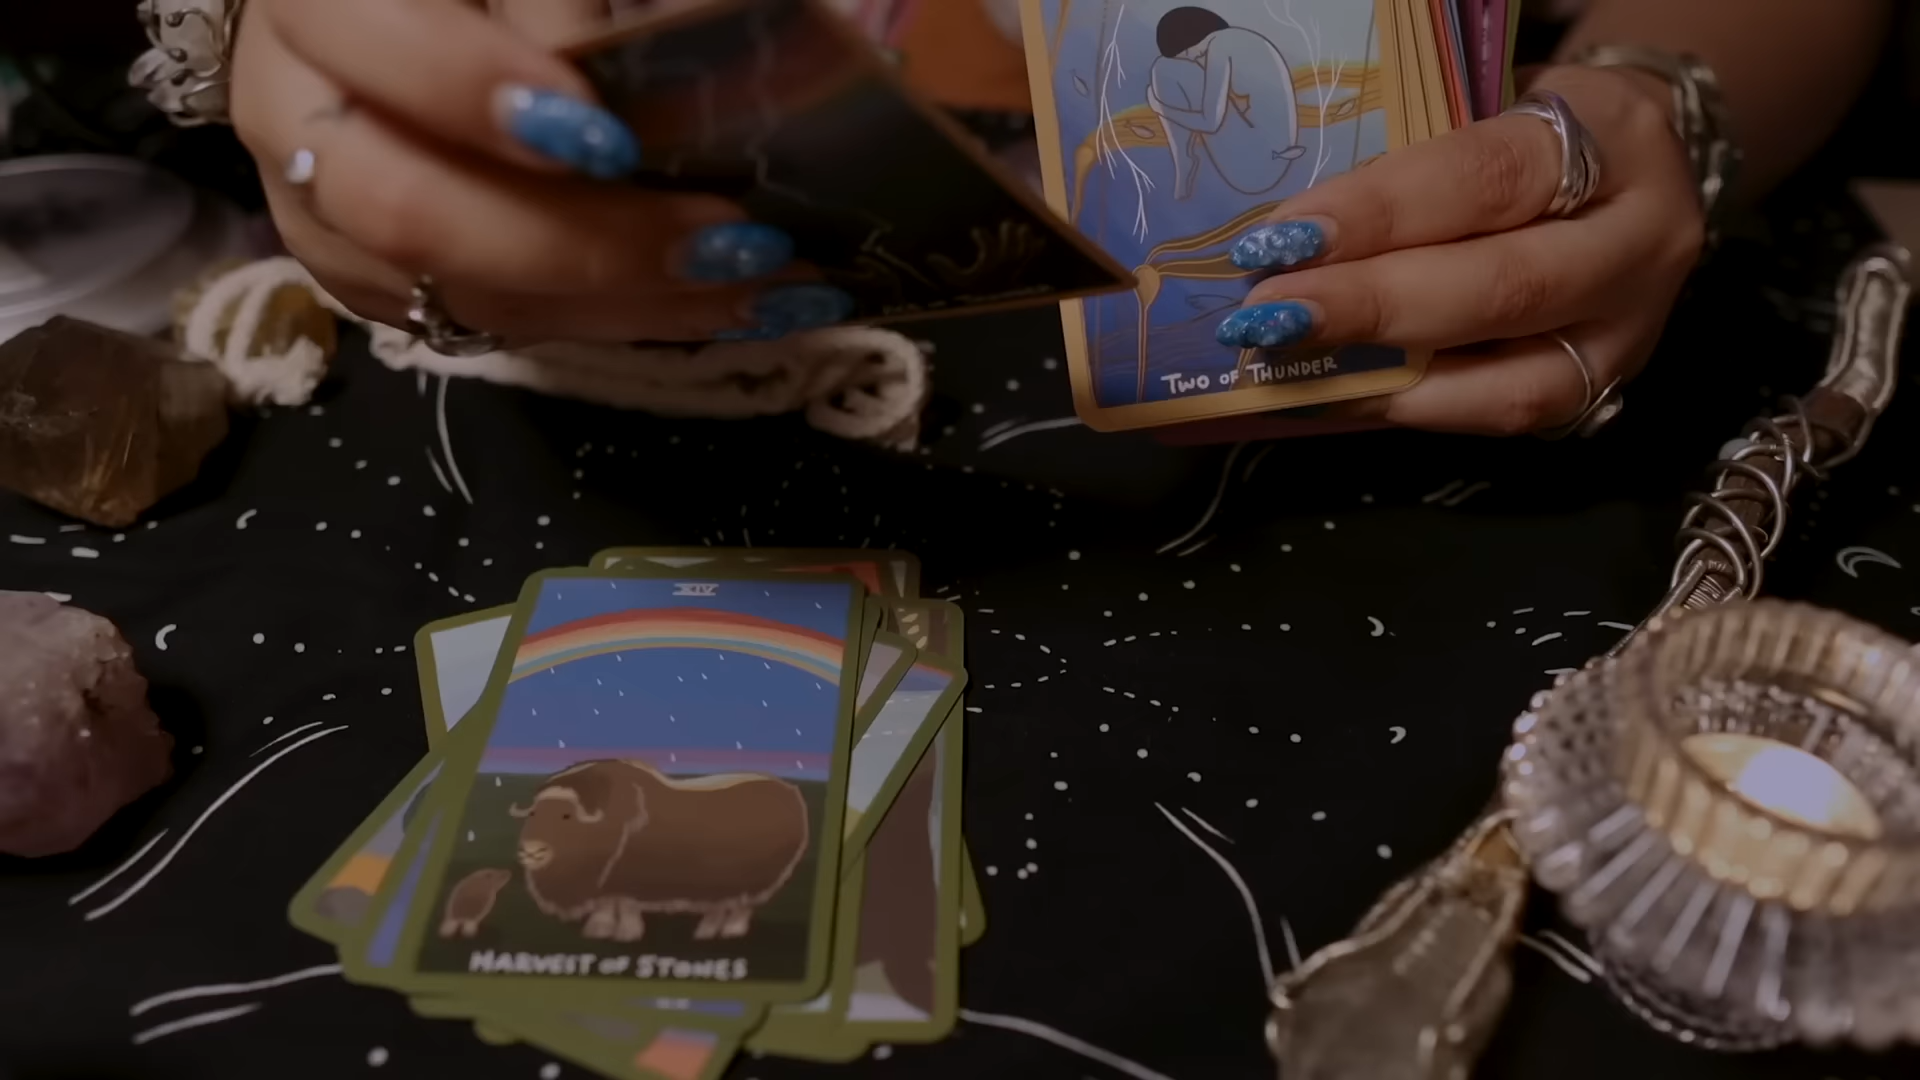 TWO OF THUNDER
XIV
HARVEST OF STONES